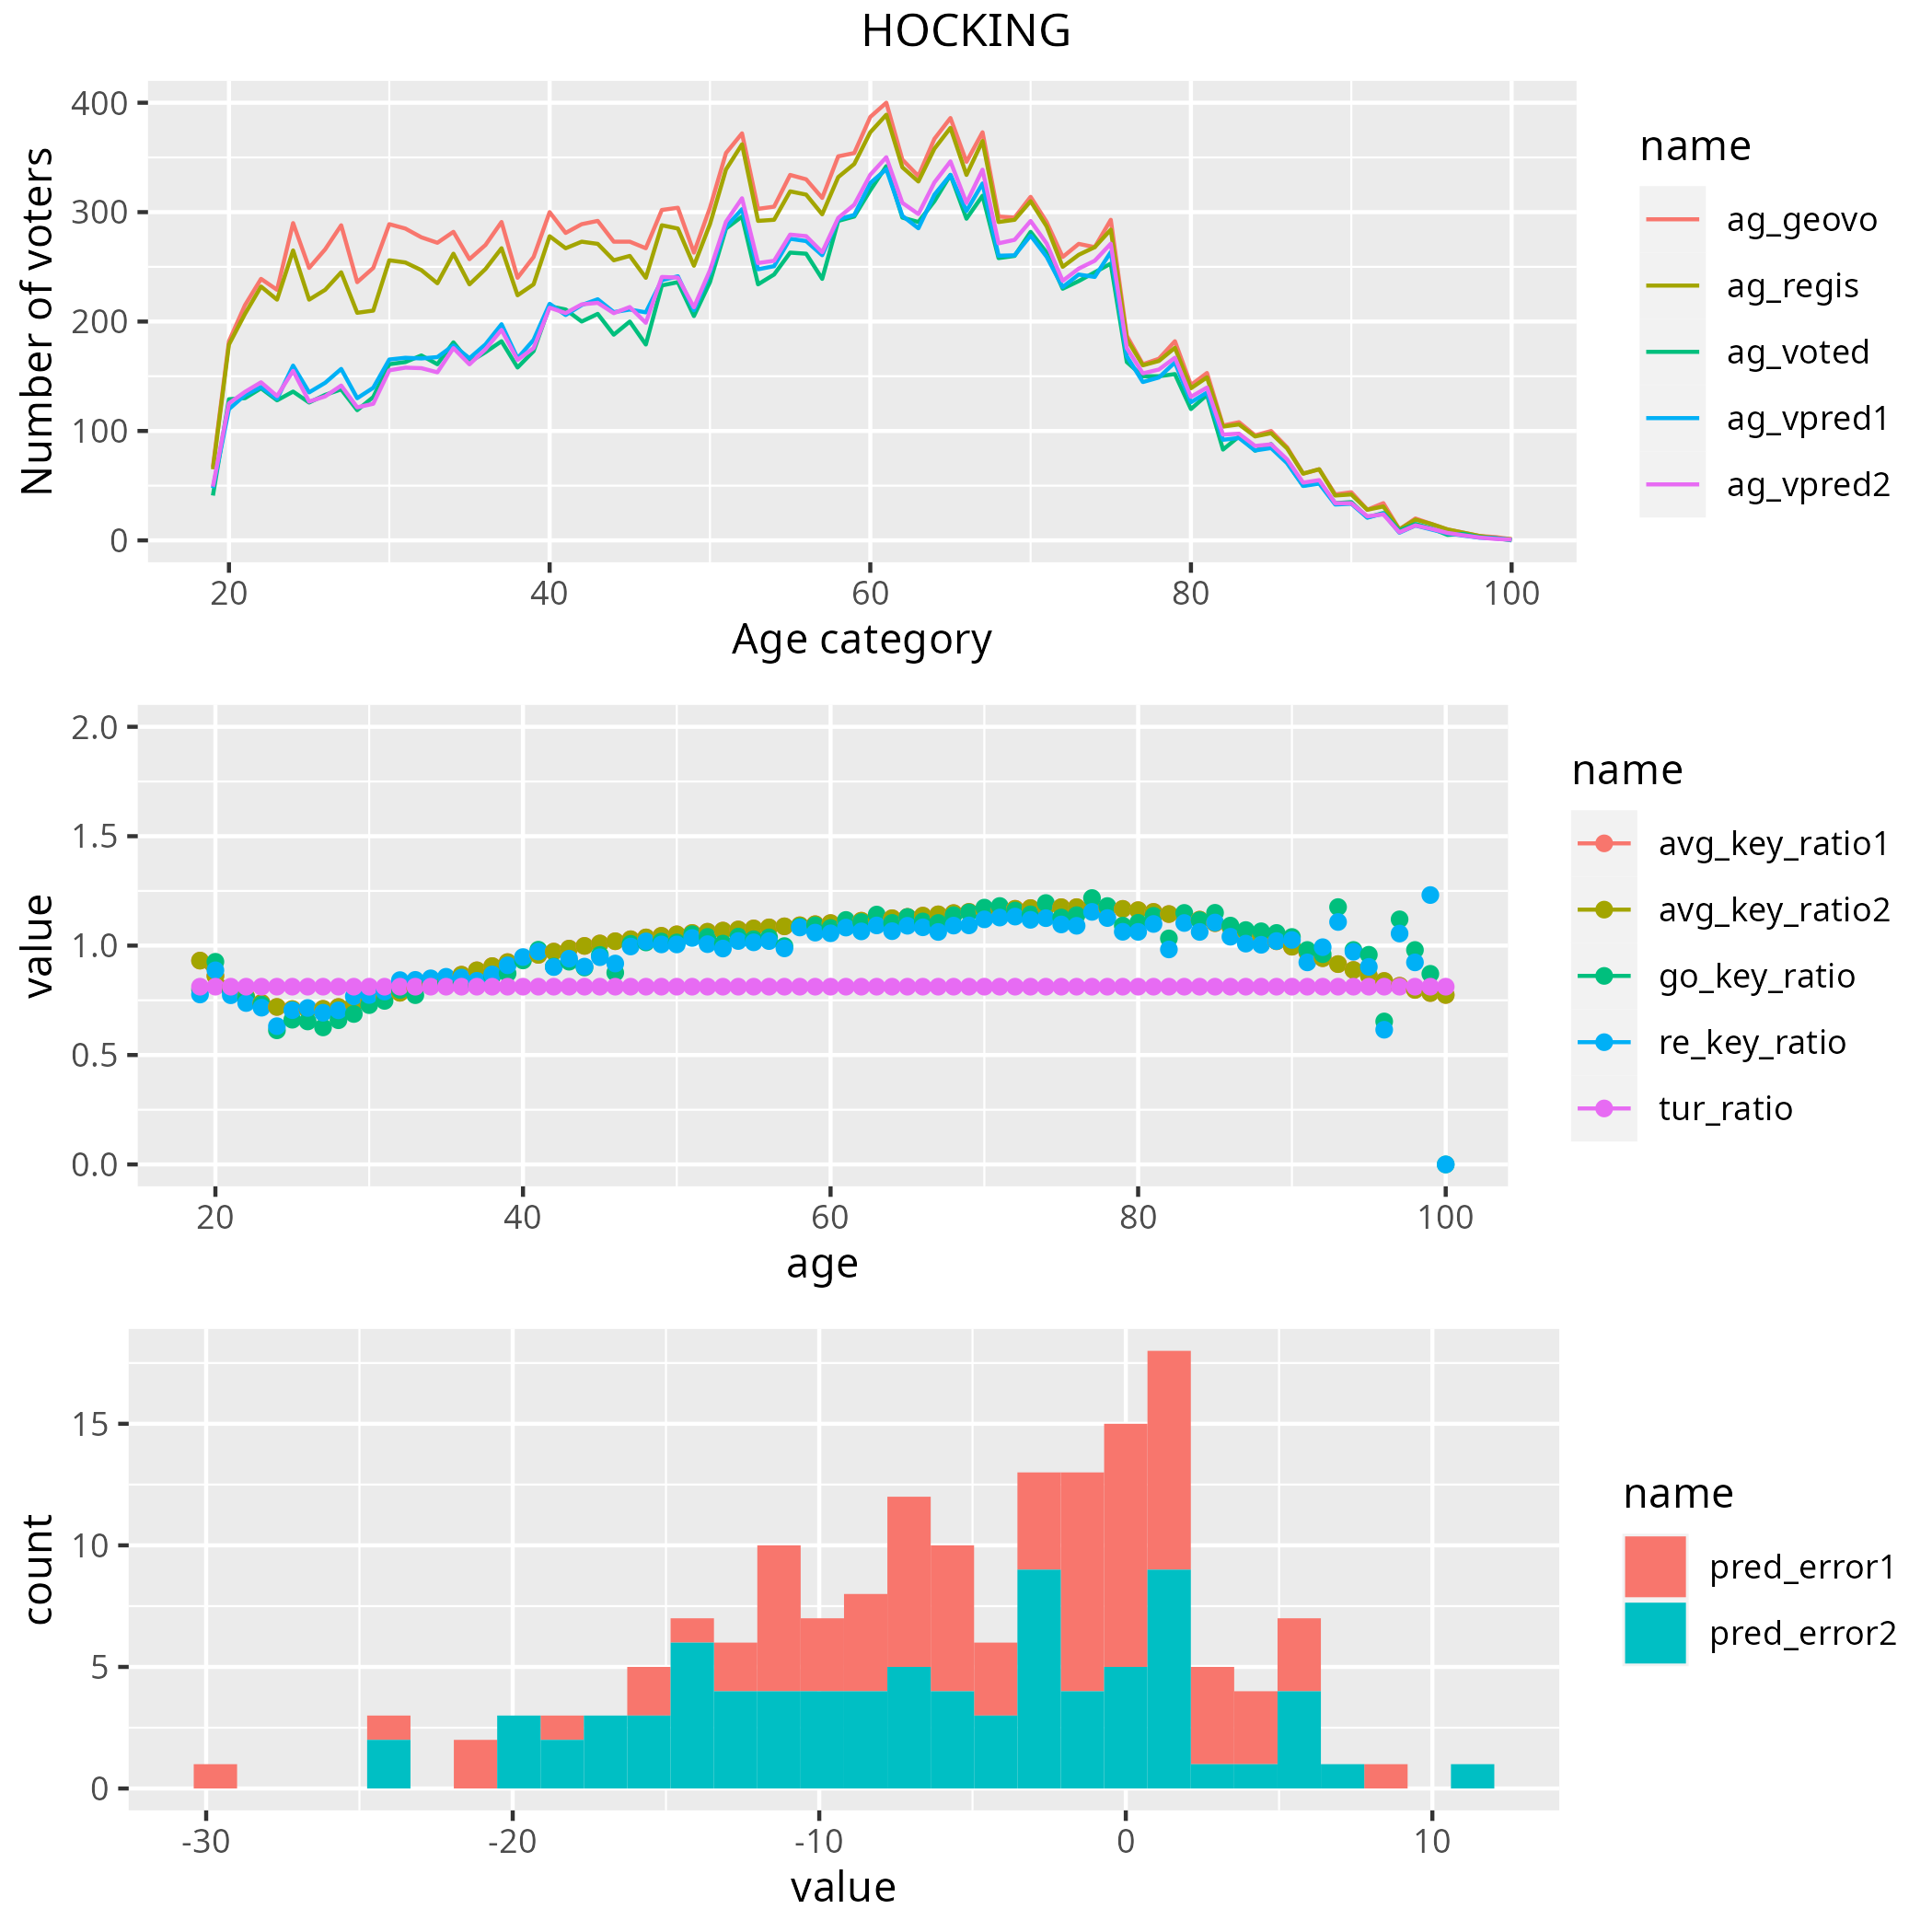 HOCKING
Number of voters
400
300
200
100
0
20 40 60 80 100
Age category
name
ag_geovo
ag_regis
ag_voted
ag_vpred1
ag_vpred2
value
2.0
1.5
1.0
0.5
0.0
20 40 60 80 100
age
name
avg_key_ratio1
avg_key_ratio2
go_key_ratio
re_key_ratio
tur_ratio
count
15
10
5
0
-30 -20 -10 0 10
value
name
pred_error1
pred_error2